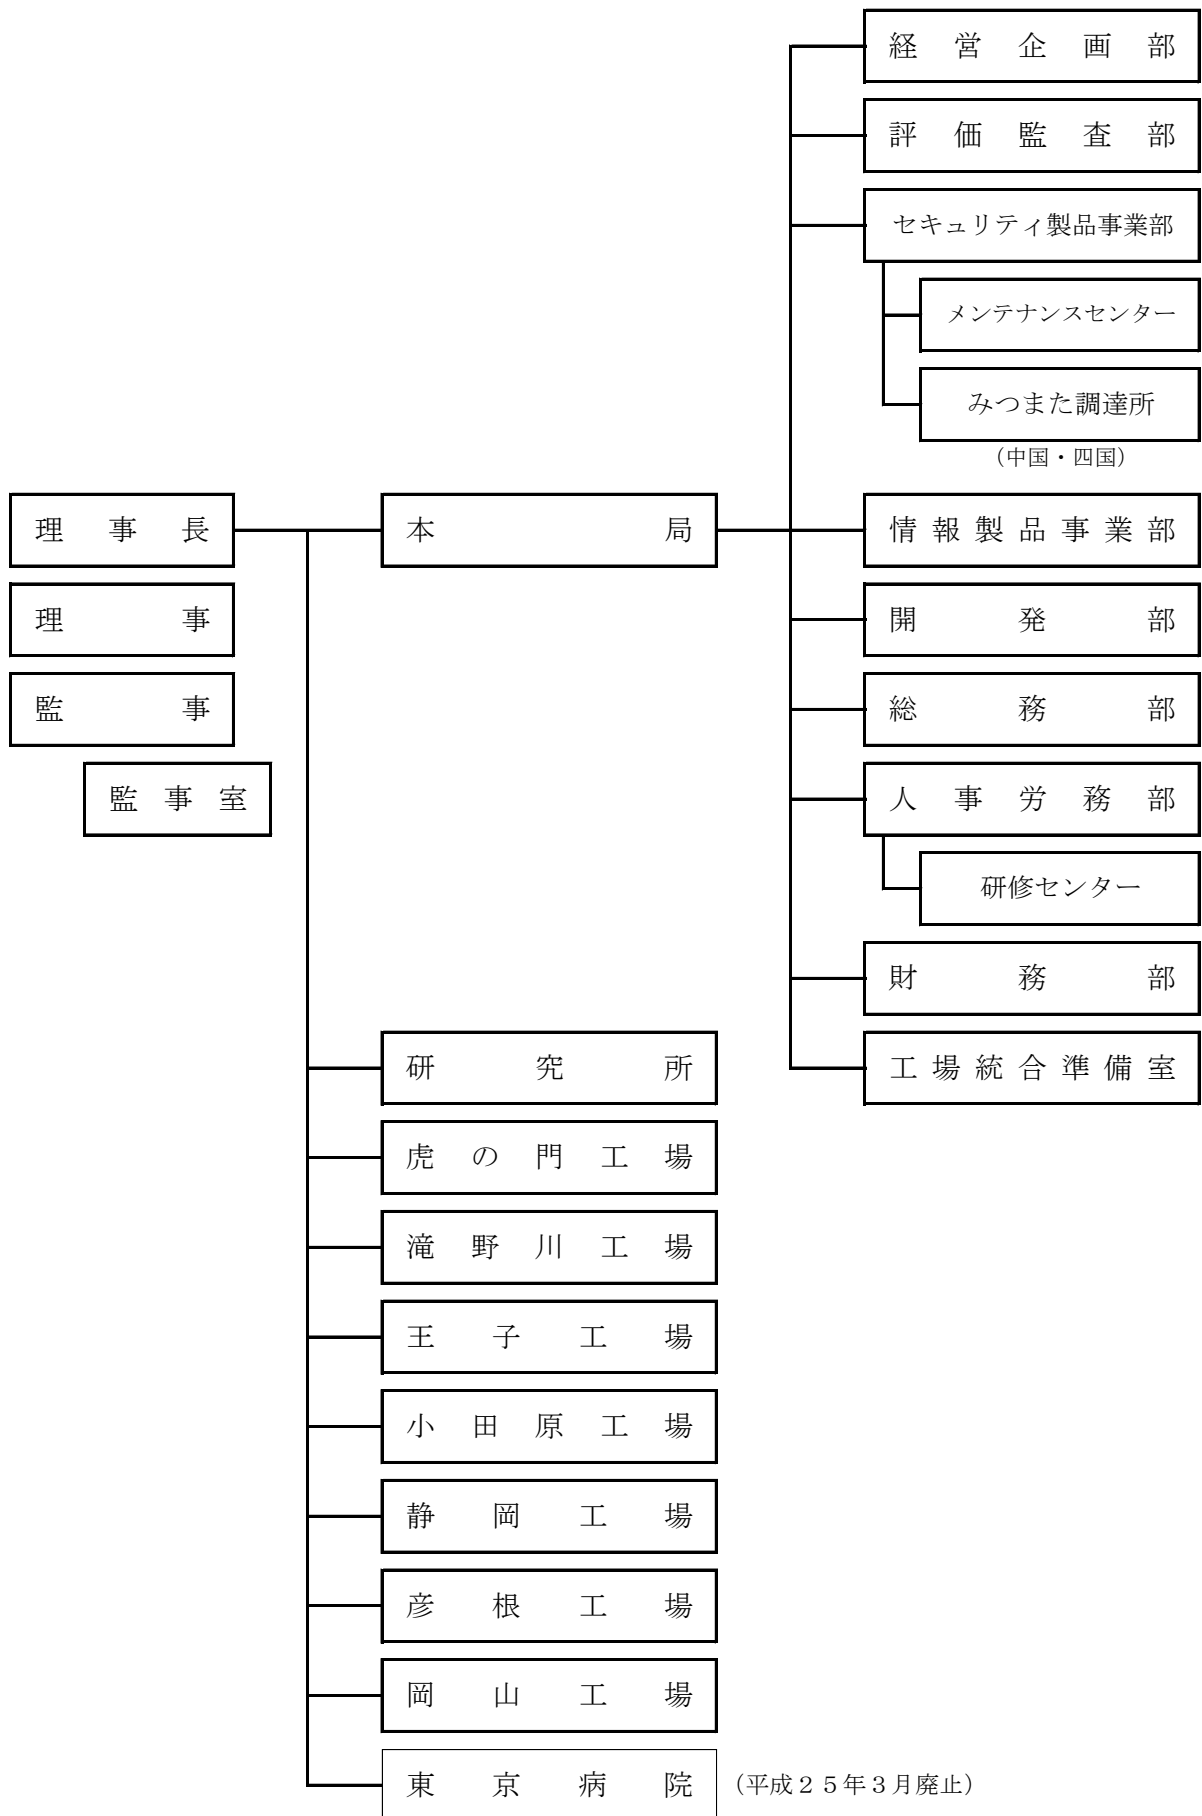 経営企画部
評価監査部
セキュリティ製品事業部
メンテナンスセンター
みつまた調達所
（中国・四国）
理事長
本局
情報製品事業部
理事
開発部
監事
総務部
監事室
人事労務部
研修センター
財務部
研究所
工場統合準備室
虎の門工場
滝野川工場
王子工場
小田原工場
静岡工場
彦根工場
岡山工場
東京病院
（平成２５年３月廃止）